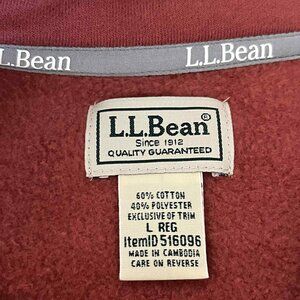 L.L.Bean L.L.Bean
L.L.Bean®
Since 1912
QUALITY GUARANTEED
60% COTTON
40% POLYESTER
EXCLUSIVE OF TRIM
L REG
ItemID 516096
MADE IN CAMBODIA
CARE ON REVERSE